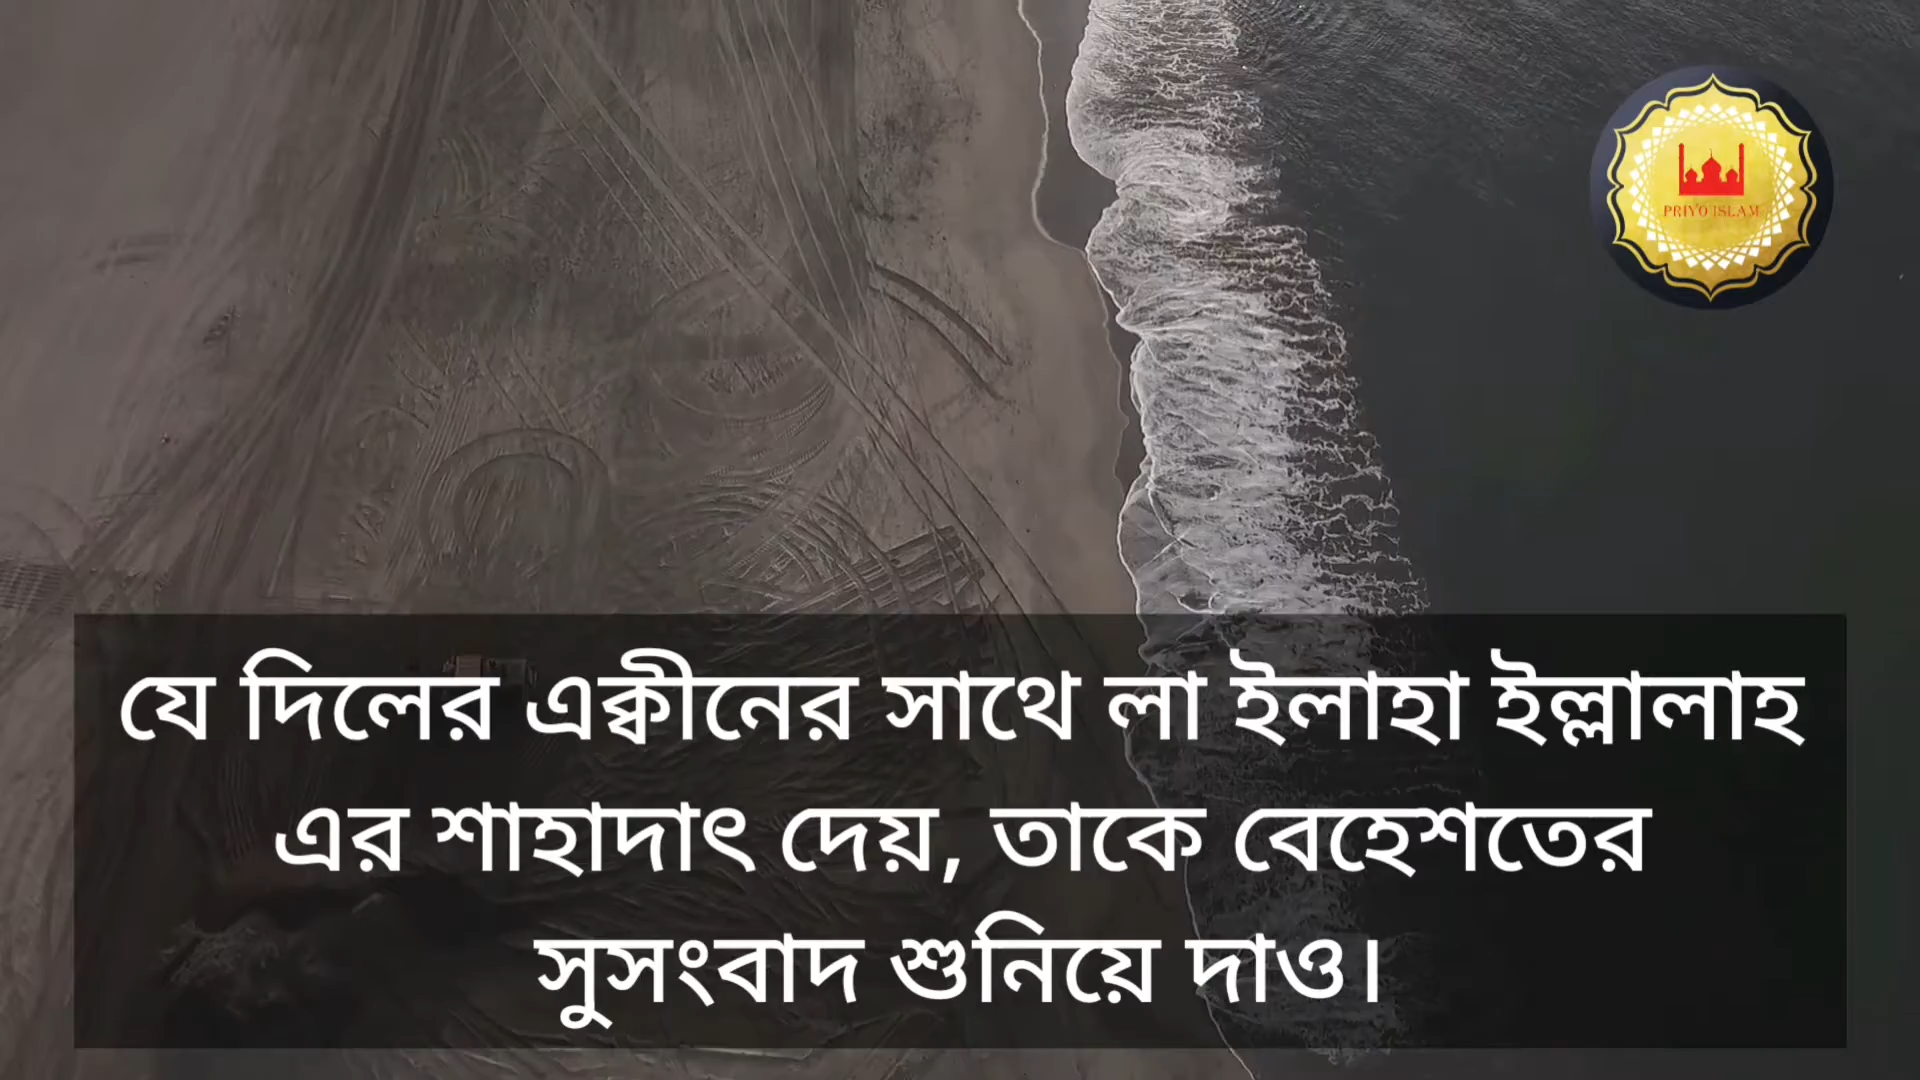 PRIYO ISLAM
যে দিলের এক্বীনের সাথে লা ইলাহা ইল্লালাহ
এর শাহাদাৎ দেয়, তাকে বেহেশতের
সুসংবাদ শুনিয়ে দাও।